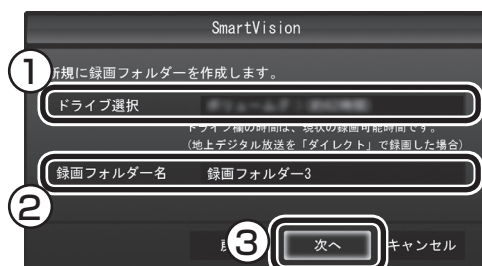 SmartVision
①
新規に録画フォルダーを作成します。
ドライブ選択
ドライブ欄の時間は、現状の録画可能時間です。
(地上デジタル放送を「ダイレクト」で録画した場合)
録画フォルダー名 録画フォルダー3
②
③ 次へ キャンセル